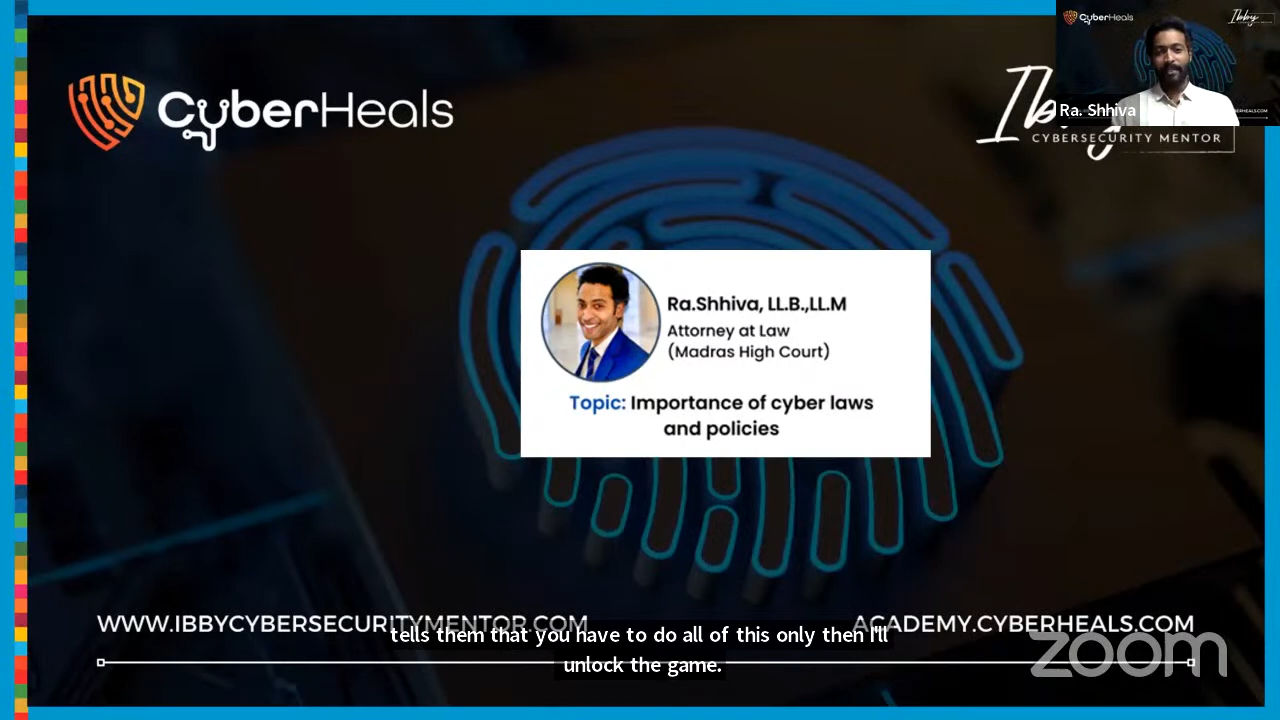 CyberHeals
CYBERSECURITY MENTOR
CyberHeals
Ibby
Ra. Shhiva
Ra.Shhiva, LL.B.,LL.M
Attorney at Law
(Madras High Court)
Topic: Importance of cyber laws
and policies
WWW.IBBYCYBERSECURITYMENTOR.COM
ACADEMY.CYBERHEALS.COM
tells them that you have to do all of this only then I'll
unlock the game.
zoom